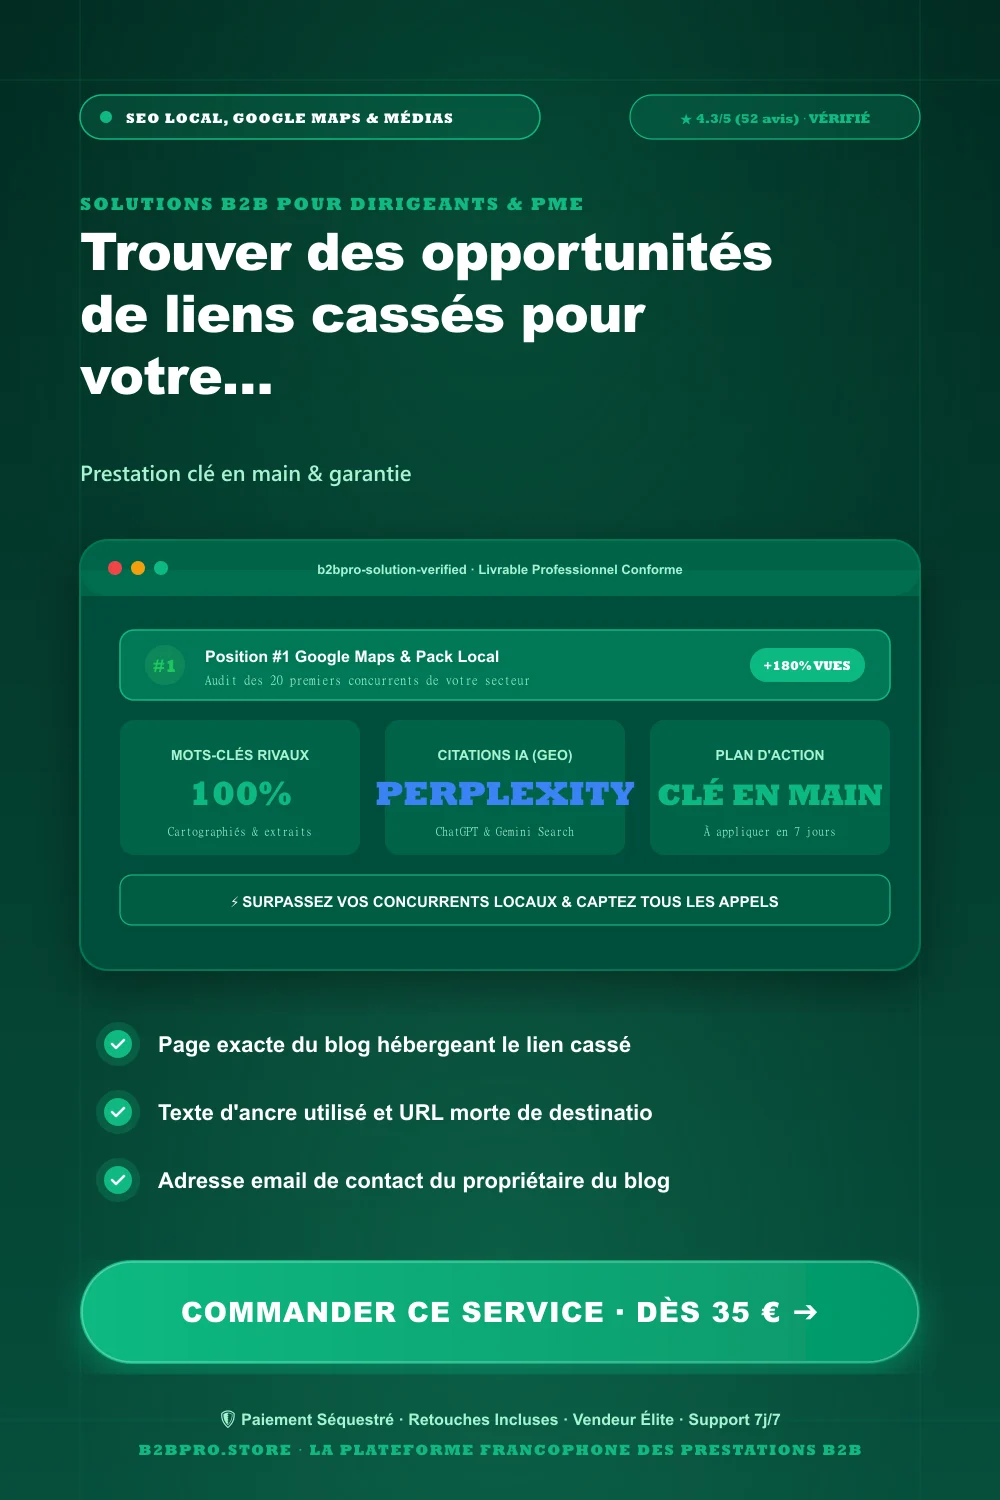 SEO LOCAL, GOOGLE MAPS & MÉDIAS
★ 4.3/5 (52 avis) · VÉRIFIÉ
SOLUTIONS B2B POUR DIRIGEANTS & PME
Trouver des opportunités
de liens cassés pour
votre...
Prestation clé en main & garantie
b2bpro-solution-verified · Livrable Professionnel Conforme
#1
Position #1 Google Maps & Pack Local
Audit des 20 premiers concurrents de votre secteur
+180% VUES
MOTS-CLÉS RIVAUX
100%
Cartographiés & extraits
CITATIONS IA (GEO)
PERPLEXITY
ChatGPT & Gemini Search
PLAN D'ACTION
CLÉ EN MAIN
À appliquer en 7 jours
⚡ SURPASSEZ VOS CONCURRENTS LOCAUX & CAPTEZ TOUS LES APPELS
Page exacte du blog hébergeant le lien cassé
Texte d'ancre utilisé et URL morte de destinatio
Adresse email de contact du propriétaire du blog
COMMANDER CE SERVICE · DÈS 35 € →
🛡 Paiement Séquestré · Retouches Incluses · Vendeur Élite · Support 7j/7
B2BPRO.STORE · LA PLATEFORME FRANCOPHONE DES PRESTATIONS B2B